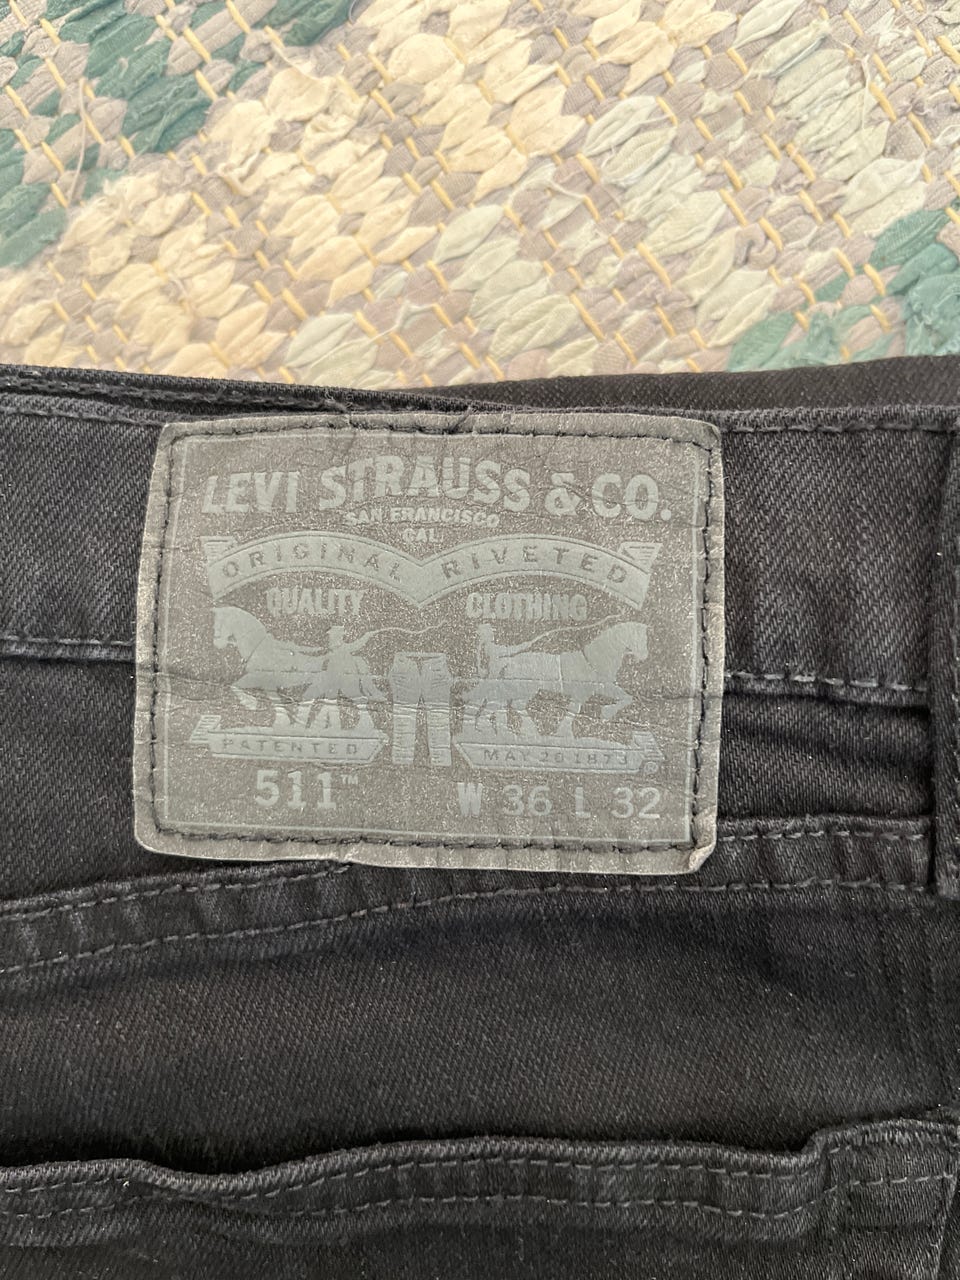 LEVI STRAUSS & CO.
SAN FRANCISCO
CAL.
ORIGINAL RIVETED
QUALITY CLOTHING
PATENTED MAY 20 1873 ®
511™ W 36 L 32